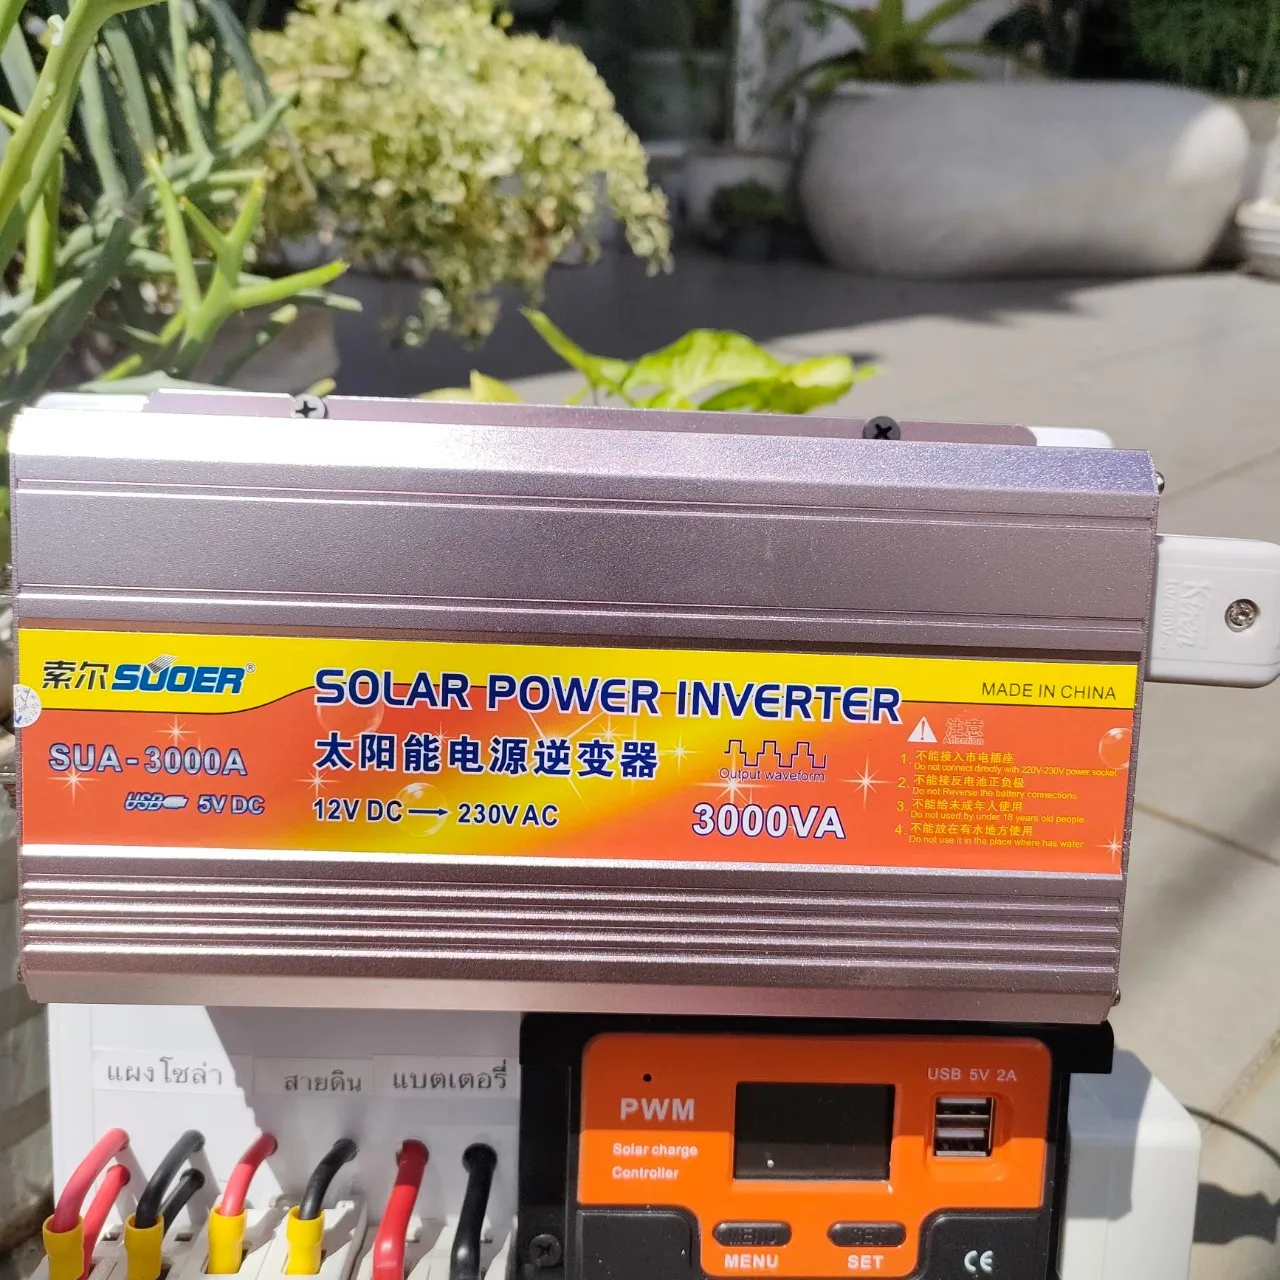 索尔 SUOER®
SOLAR POWER INVERTER
MADE IN CHINA
SUA-3000A
太阳能电源逆变器
Output waveform
USB 5V DC
12V DC → 230V AC
3000VA
注意
Attention
1. 不能接入市电插座
Do not connect directly with 220V-230V power socket
2. 不能接反电池正负极
Do not Reverse the battery connections.
3. 不能给未成年人使用
Do not used by under 18 years old people
4. 不能放在有水地方使用
Do not use it in the place where has water
แผงโซล่า
สายดิน
แบตเตอรี่
PWM
Solar charge
Controller
USB 5V 2A
MENU
MENU
SET
SET
CE